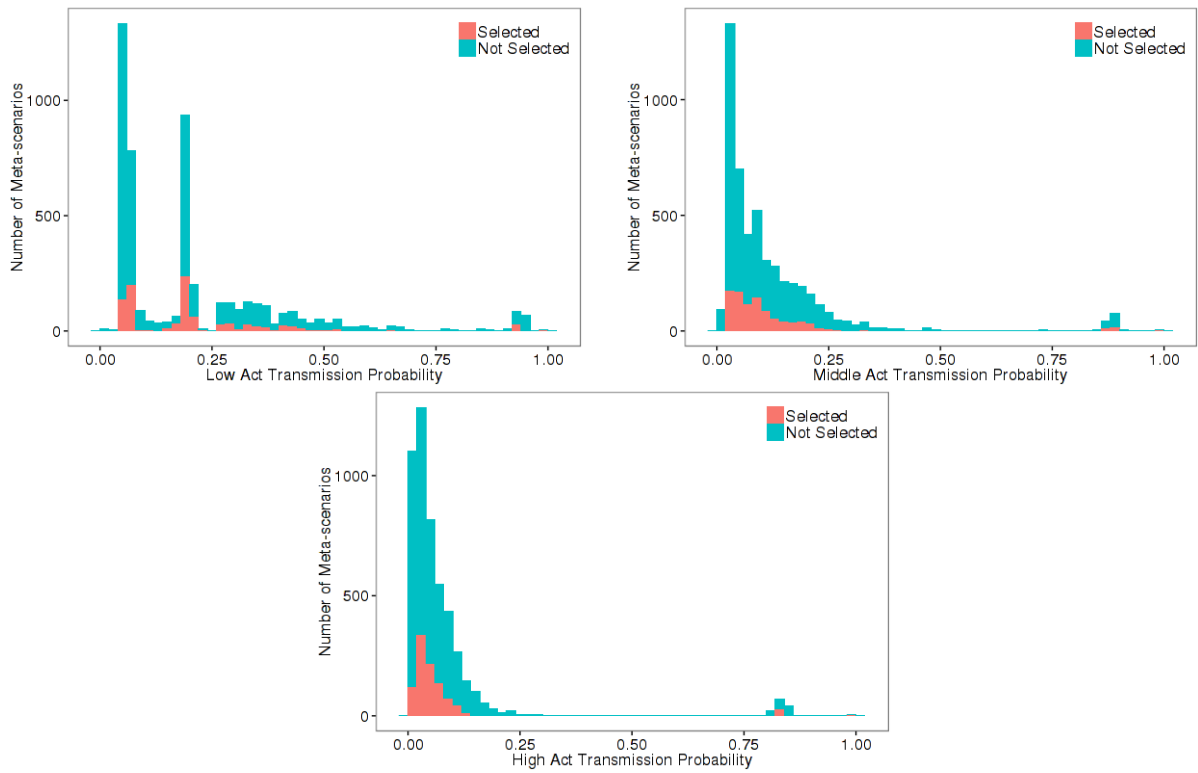 Selected
Not Selected
Number of Meta-scenarios
1000
500
0
0.00 0.25 0.50 0.75 1.00
Low Act Transmission Probability
Selected
Not Selected
Number of Meta-scenarios
1000
500
0
0.00 0.25 0.50 0.75 1.00
Middle Act Transmission Probability
Selected
Not Selected
Number of Meta-scenarios
1000
500
0
0.00 0.25 0.50 0.75 1.00
High Act Transmission Probability